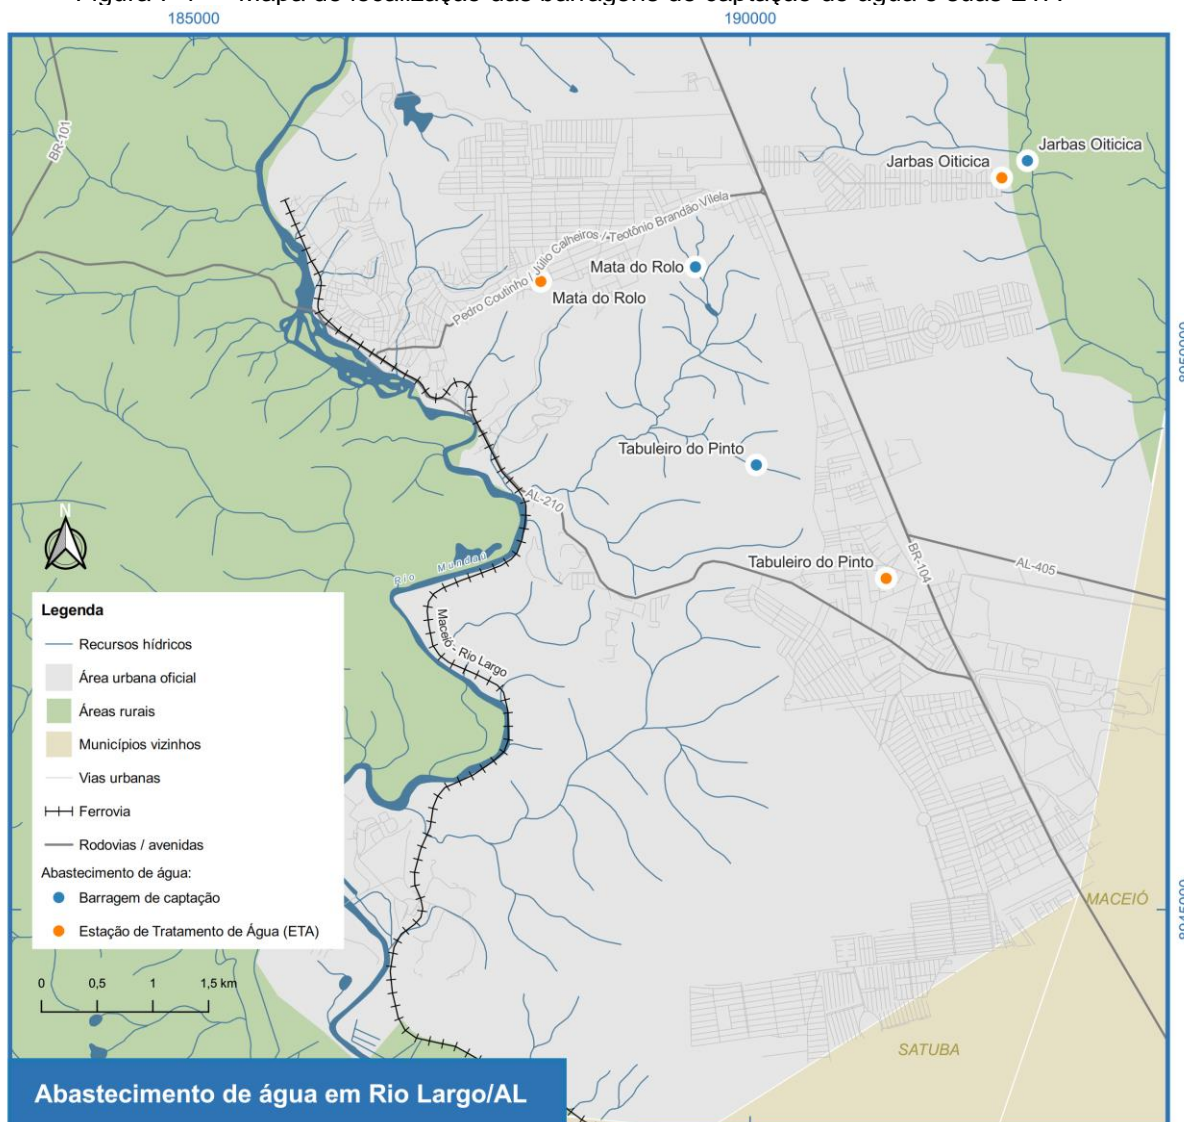 185000
190000
BR-101
Jarbas Oiticica
Jarbas Oiticica
Pedro Coutinho / Júlio Calheiros / Teotônio Brandão Vilela
Mata do Rolo
Mata do Rolo
8950000
Tabuleiro do Pinto
AL-210
N
Rio Mundaú
Tabuleiro do Pinto
BR-104
AL-405
Maceió - Rio Largo
Legenda
Recursos hídricos
Área urbana oficial
Áreas rurais
Municípios vizinhos
Vias urbanas
Ferrovia
Rodovias / avenidas
Abastecimento de água:
Barragem de captação
Estação de Tratamento de Água (ETA)
MACEIÓ
8945000
0 0,5 1 1,5 km
SATUBA
Abastecimento de água em Rio Largo/AL